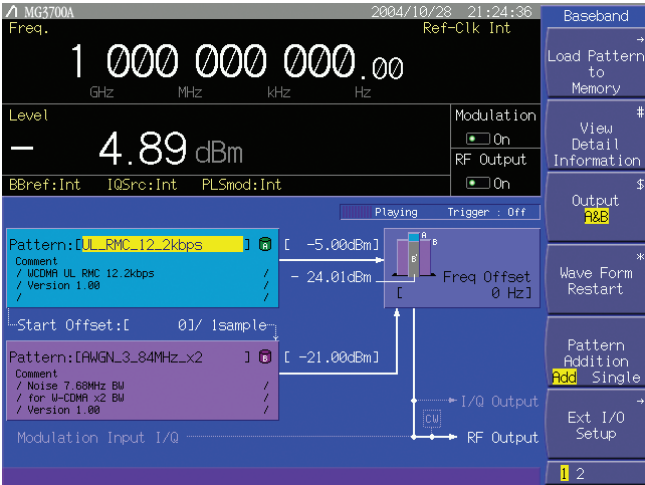 MG3700A
2004/10/28 21:24:36
Freq.
Ref-Clk Int
1 000 000 000.00
GHz MHz kHz Hz
Level
- 4.89 dBm
Modulation
On
RF Output
On
BBref:Int IQSrc:Int PLSmod:Int
Playing Trigger : Off
Pattern:[UL_RMC_12_2kbps ] A [ -5.00dBm]
Comment
/ WCDMA UL RMC 12.2kbps /
/ Version 1.00 /
/ /
- 24.01dBm
A
B
B'
Freq Offset
[ 0 Hz]
Start Offset:[ 0]/ 1sample
Pattern:[AWGN_3_84MHz_x2 ] B [ -21.00dBm]
Comment
/ Noise 7.68MHz BW /
/ for W-CDMA x2 BW /
/ Version 1.00 /
I/Q Output
CW
Modulation Input I/Q
RF Output
Baseband
→
Load Pattern
to
Memory
#
View
Detail
Information
$
Output
A&B
*
Wave Form
Restart
Pattern
Addition
Add Single
→
Ext I/O
Setup
1 2